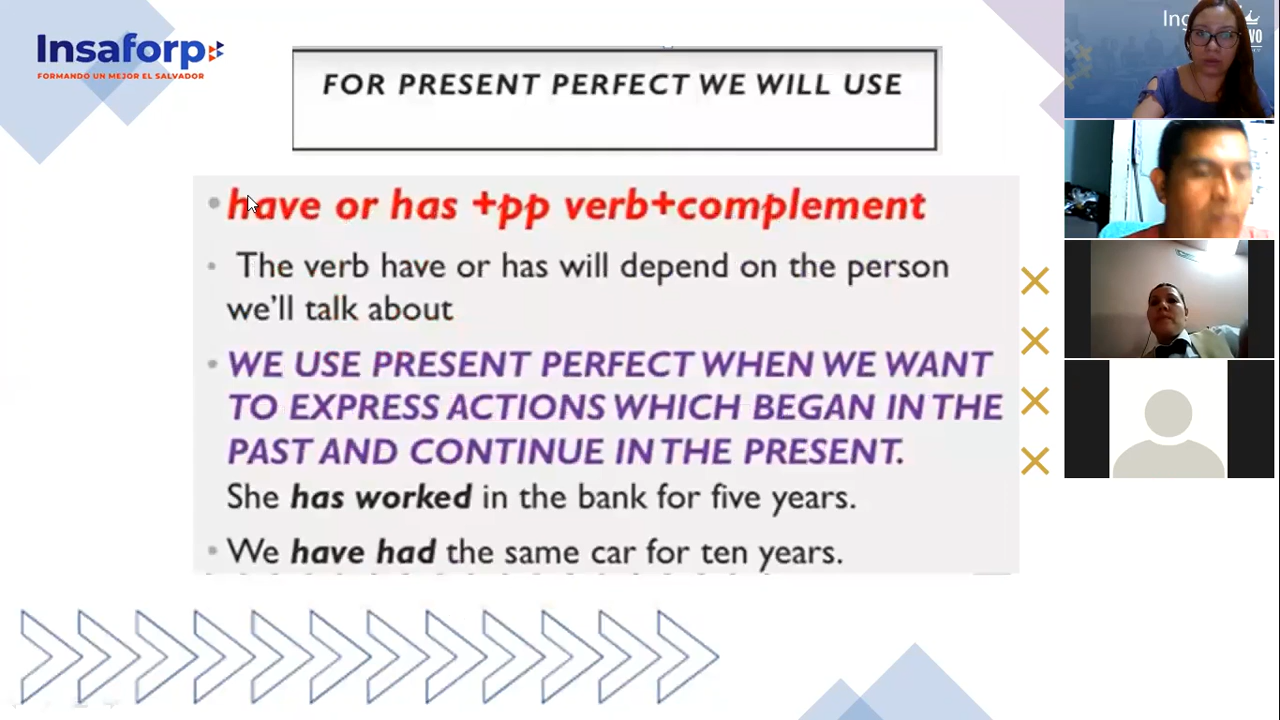 Insaforp
FORMANDO UN MEJOR EL SALVADOR
FOR PRESENT PERFECT WE WILL USE
have or has +pp verb+complement
The verb have or has will depend on the person
we'll talk about
WE USE PRESENT PERFECT WHEN WE WANT
TO EXPRESS ACTIONS WHICH BEGAN IN THE
PAST AND CONTINUE IN THE PRESENT.
She has worked in the bank for five years.
We have had the same car for ten years.